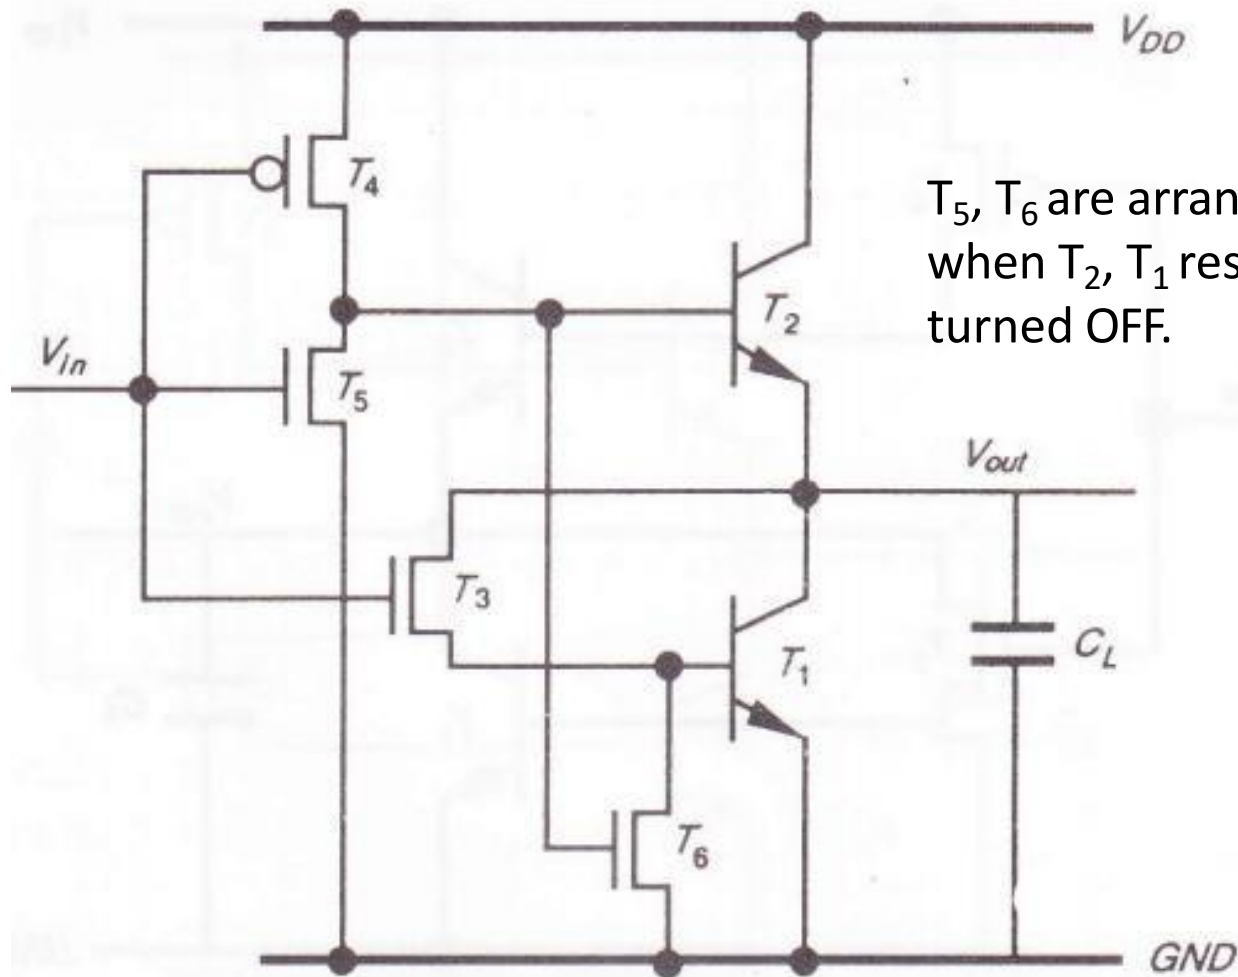 V_DD
T₄
T₅, T₆ are arran
when T₂, T₁ res
turned OFF.
T₂
V_in
T₅
V_out
T₃
T₁
C_L
T₆
GND